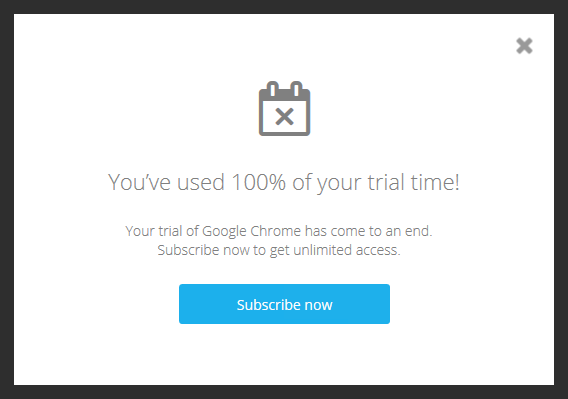 You’ve used 100% of your trial time!
Your trial of Google Chrome has come to an end.
Subscribe now to get unlimited access.
Subscribe now